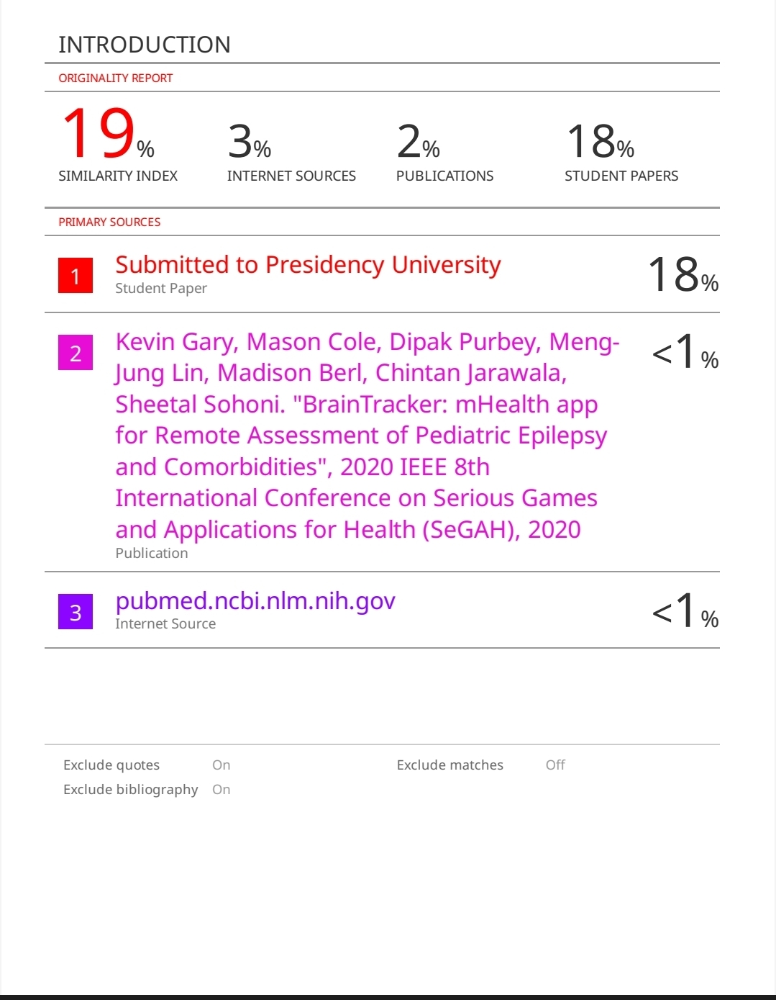 INTRODUCTION
ORIGINALITY REPORT
19%
SIMILARITY INDEX
3%
INTERNET SOURCES
2%
PUBLICATIONS
18%
STUDENT PAPERS
PRIMARY SOURCES
1
Submitted to Presidency University
Student Paper
18%
2
Kevin Gary, Mason Cole, Dipak Purbey, Meng-
Jung Lin, Madison Berl, Chintan Jarawala,
Sheetal Sohoni. "BrainTracker: mHealth app
for Remote Assessment of Pediatric Epilepsy
and Comorbidities", 2020 IEEE 8th
International Conference on Serious Games
and Applications for Health (SeGAH), 2020
Publication
<1%
3
pubmed.ncbi.nlm.nih.gov
Internet Source
<1%
Exclude quotes On
Exclude matches Off
Exclude bibliography On